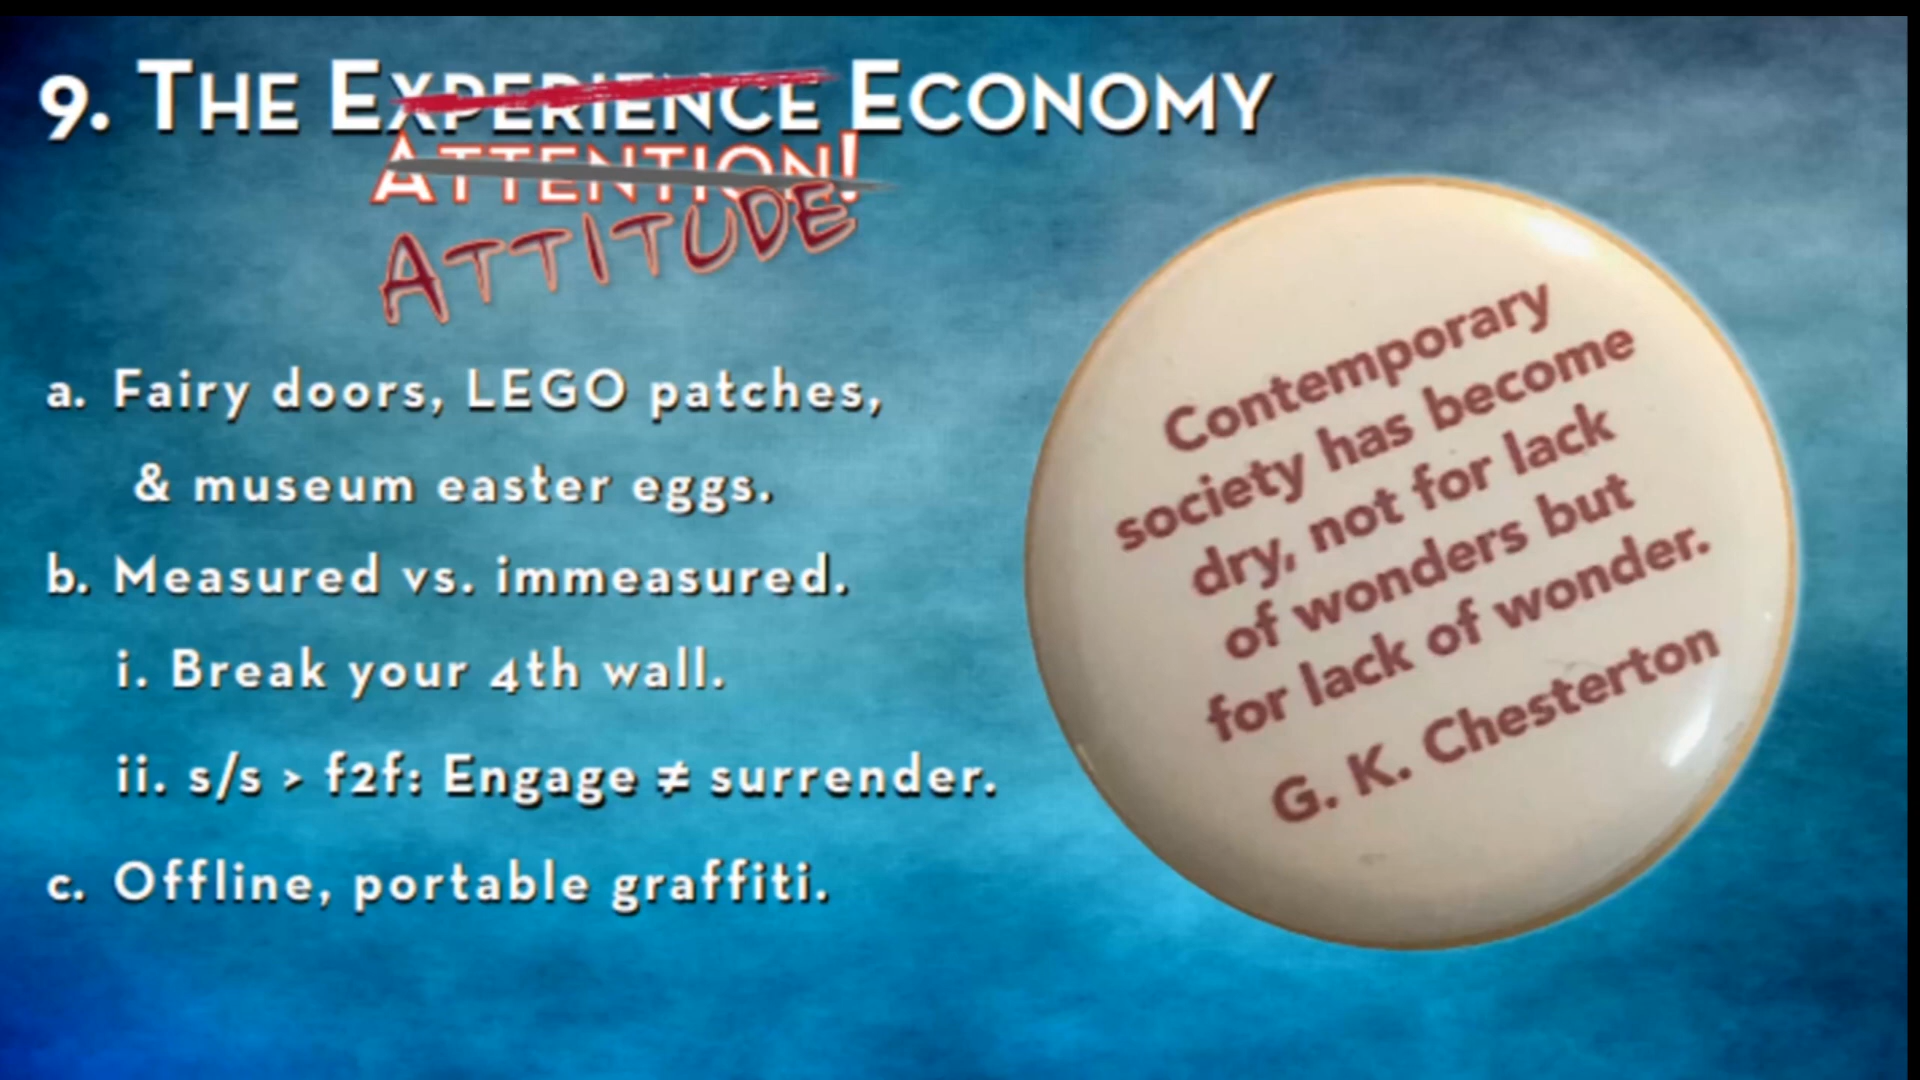 9. The Experience Economy
Attention!
Attitude
a. Fairy doors, LEGO patches,
& museum easter eggs.
b. Measured vs. immeasured.
i. Break your 4th wall.
ii. s/s > f2f: Engage ≠ surrender.
c. Offline, portable graffiti.
Contemporary
society has become
dry, not for lack
of wonders but
for lack of wonder.
G. K. Chesterton